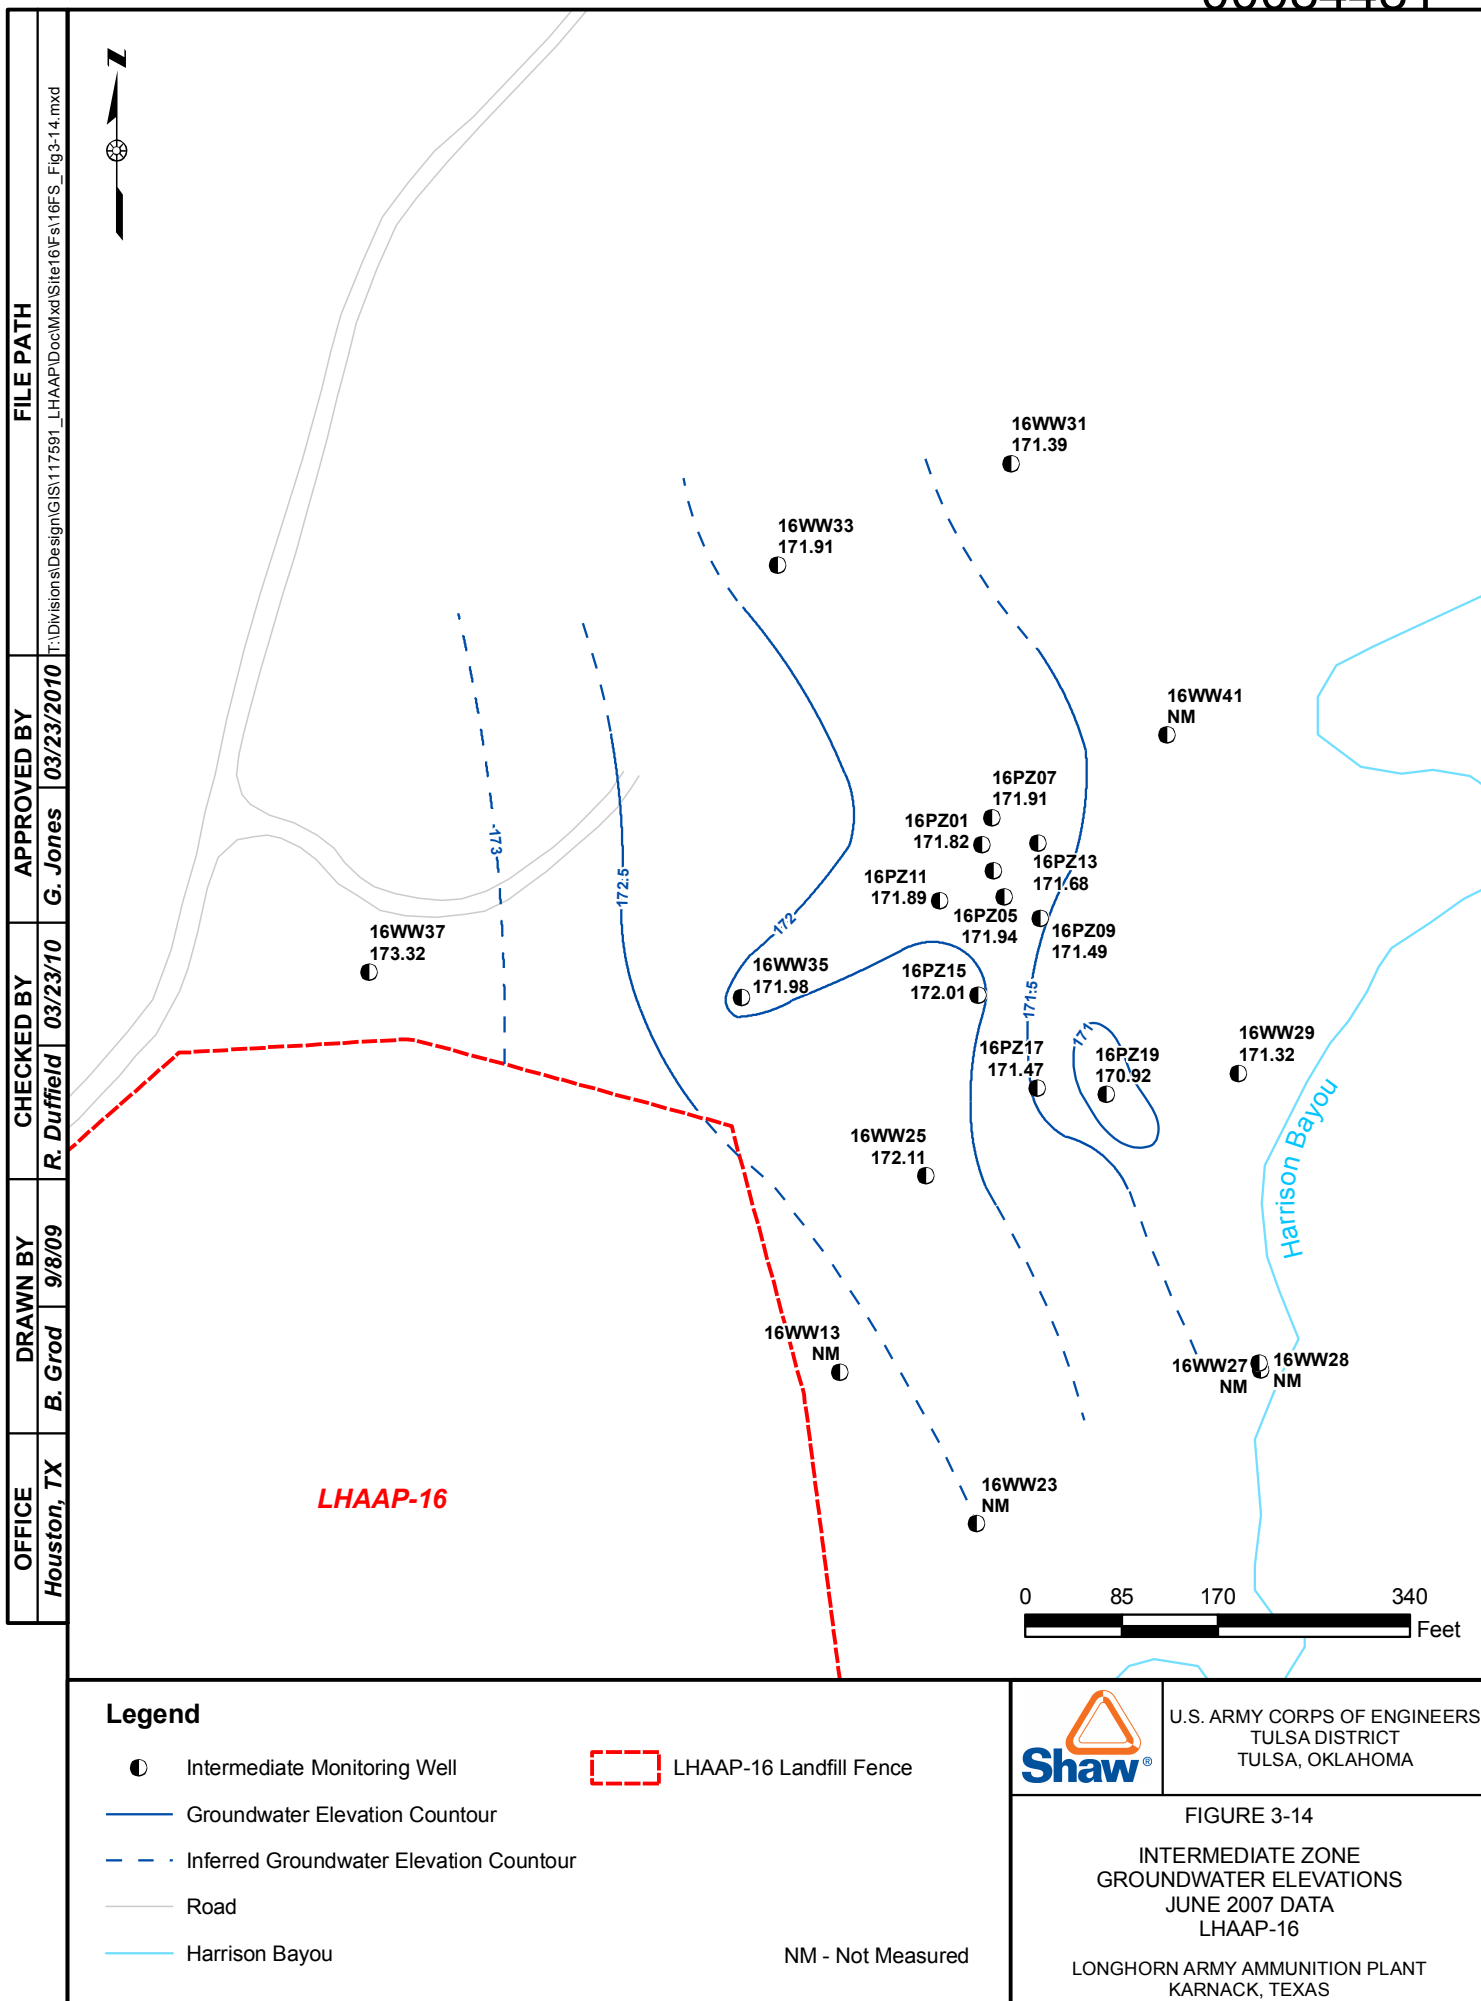 FILE PATH
T:\Divisions\Design\GIS\117591_LHAAP\Doc\Mxd\Site16\Fs\16FS_Fig3-14.mxd
APPROVED BY
G. Jones 03/23/2010
CHECKED BY
R. Duffield 03/23/10
DRAWN BY
B. Grod 9/8/09
OFFICE
Houston, TX
Z
16WW31
171.39
16WW33
171.91
16WW41
NM
16PZ07
171.91
16PZ01
171.82
16PZ13
171.68
16PZ11
171.89
16PZ05
171.94
16PZ09
171.49
173
172.5
172
171.5
171
16WW37
173.32
16WW35
171.98
16PZ15
172.01
16PZ17
171.47
16PZ19
170.92
16WW29
171.32
Harrison Bayou
16WW25
172.11
16WW13
NM
16WW27
NM
16WW28
NM
16WW23
NM
LHAAP-16
0 85 170 340
Feet
Legend
Intermediate Monitoring Well
LHAAP-16 Landfill Fence
Groundwater Elevation Countour
Inferred Groundwater Elevation Countour
Road
Harrison Bayou
NM - Not Measured
Shaw®
U.S. ARMY CORPS OF ENGINEERS
TULSA DISTRICT
TULSA, OKLAHOMA
FIGURE 3-14
INTERMEDIATE ZONE
GROUNDWATER ELEVATIONS
JUNE 2007 DATA
LHAAP-16
LONGHORN ARMY AMMUNITION PLANT
KARNACK, TEXAS